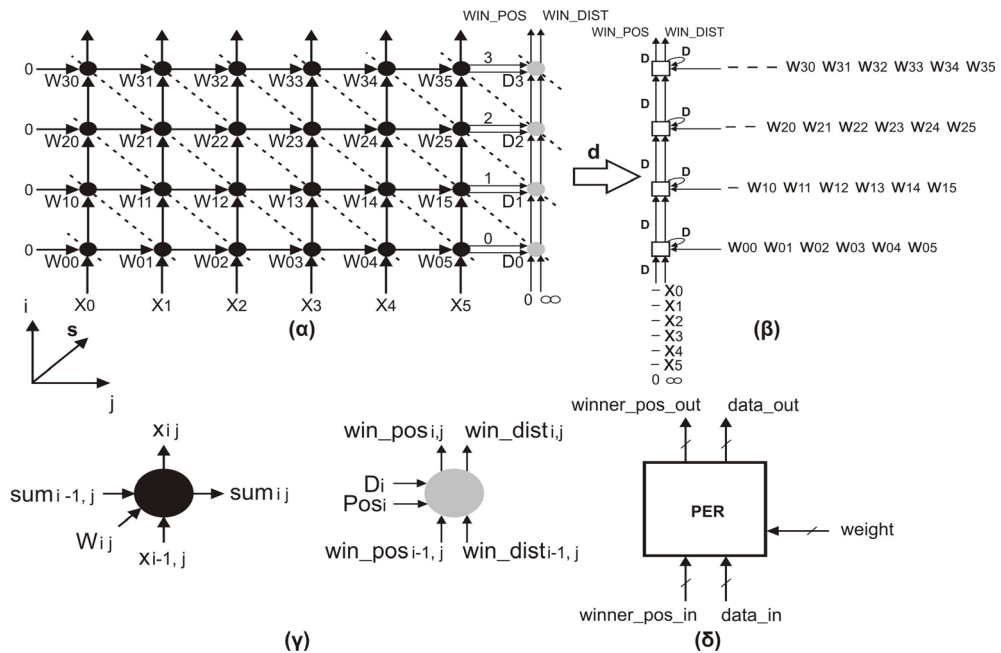 WIN_POS WIN_DIST
0 W30 W31 W32 W33 W34 W35 3 D3
0 W20 W21 W22 W23 W24 W25 2 D2
0 W10 W11 W12 W13 W14 W15 1 D1
0 W00 W01 W02 W03 W04 W05 0 D0
X0 X1 X2 X3 X4 X5 0 ∞
(α)
d
WIN_POS WIN_DIST
D D W30 W31 W32 W33 W34 W35
D D W20 W21 W22 W23 W24 W25
D D W10 W11 W12 W13 W14 W15
D D W00 W01 W02 W03 W04 W05
D
– X0
– X1
– X2
– X3
– X4
– X5
0 ∞
(β)
i
s
j
xi j
sumi -1, j
sumi j
Wi j
xi-1, j
win_posi,j win_disti,j
Di
Posi
win_posi-1, j win_disti-1, j
(γ)
winner_pos_out data_out
PER
weight
winner_pos_in data_in
(δ)